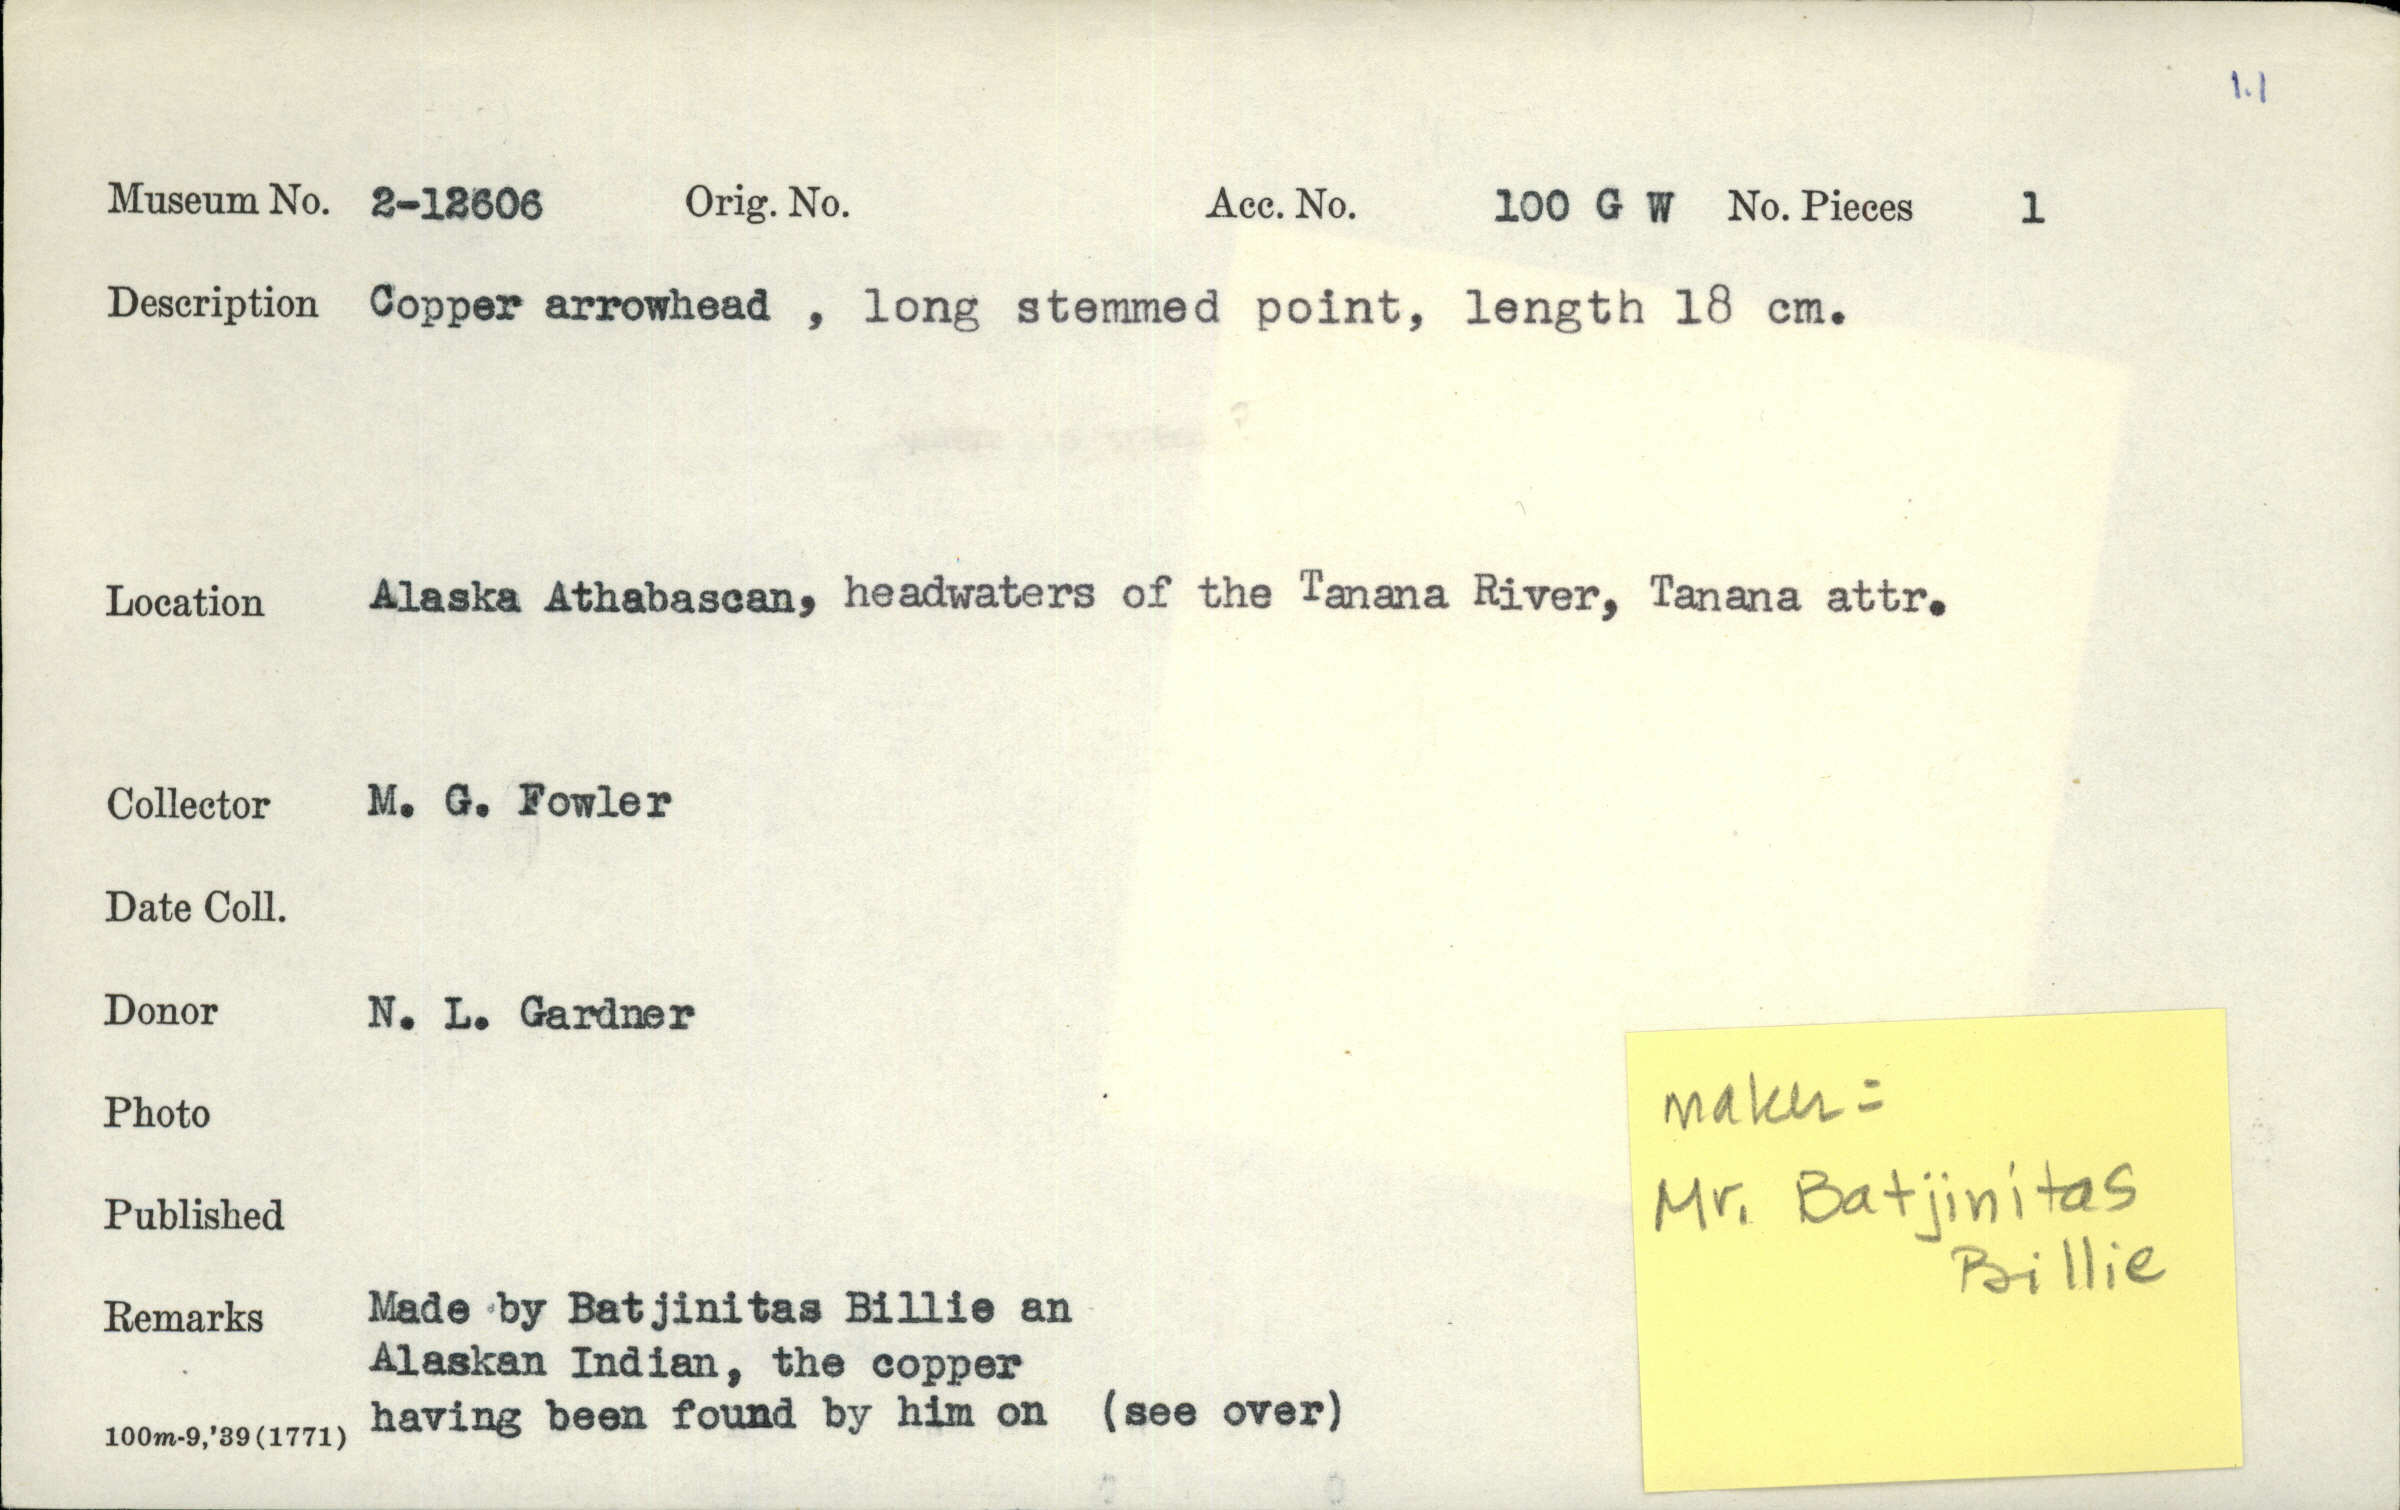 1.1
Museum No. 2-12606 Orig. No. Acc. No. 100 G W No. Pieces 1
Description Copper arrowhead , long stemmed point, length 18 cm.
Location Alaska Athabascan, headwaters of the Tanana River, Tanana attr.
Collector M. G. Fowler
Date Coll.
Donor N. L. Gardner
Photo
Published
Remarks Made by Batjinitas Billie an
Alaskan Indian, the copper
having been found by him on (see over)
100m-9,'39(1771)
maker =
Mr. Batjinitas
Billie